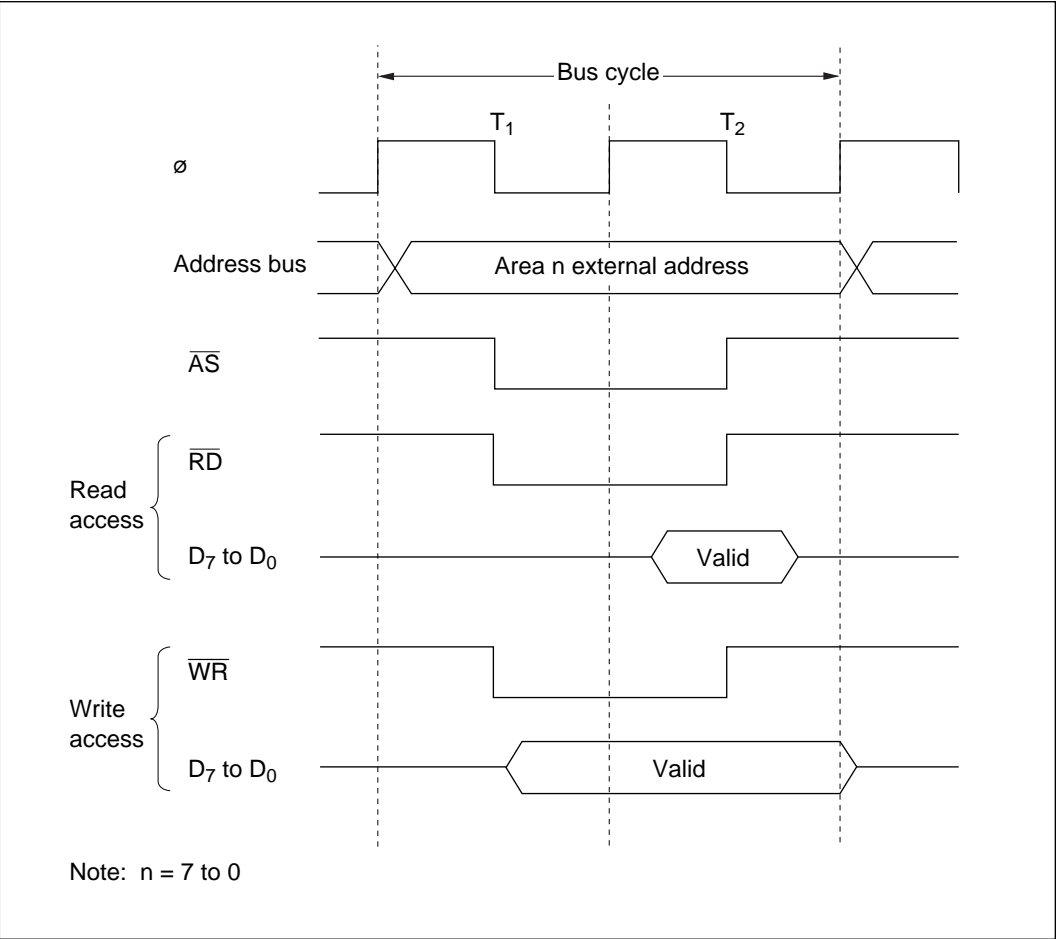 Bus cycle
T1 T2
ø
Address bus Area n external address
AS
RD
Read
access
D7 to D0 Valid
WR
Write
access
D7 to D0 Valid
Note: n = 7 to 0